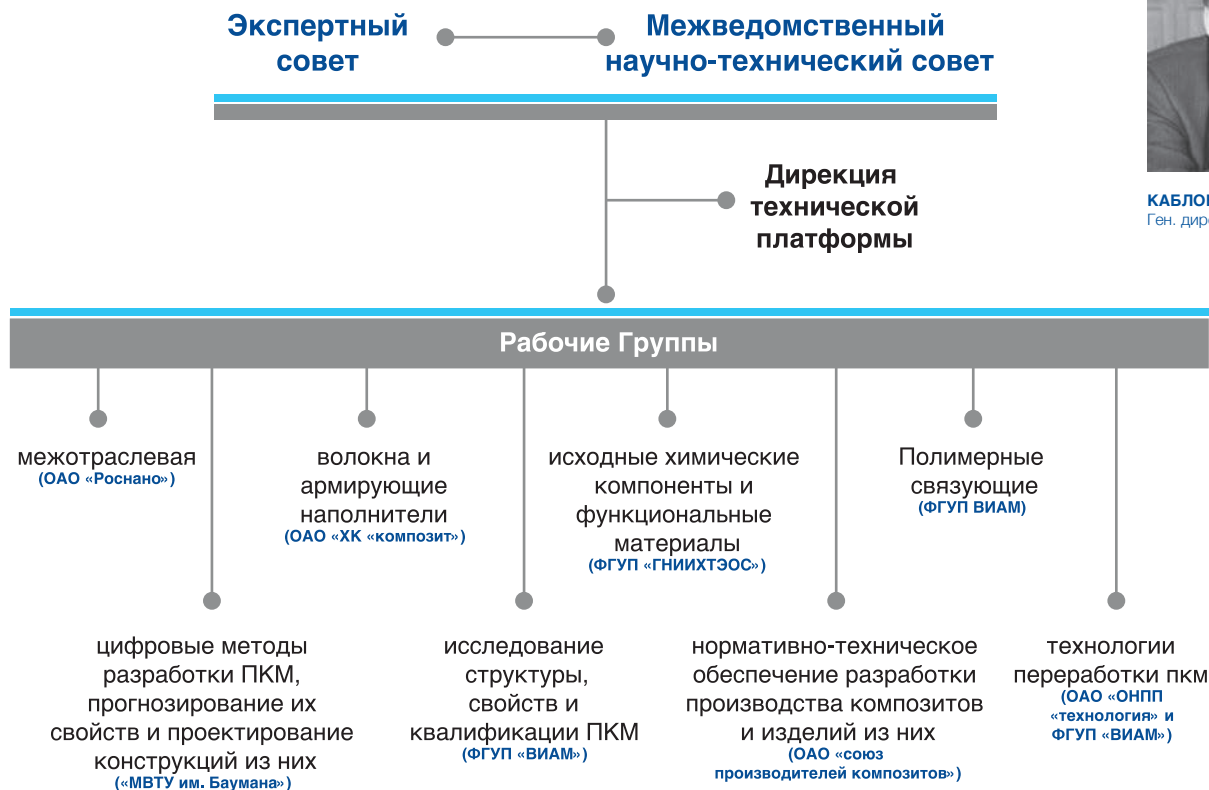 Экспертный
совет
Межведомственный
научно-технический совет
Дирекция
технической
платформы
Ген.
Рабочие Группы
межотраслевая
(ОАО «Роснано»)
волокна и
армирующие
наполнители
(ОАО «ХК «композит»)
исходные химические
компоненты и
функциональные
материалы
(ФГУП «ГНИИХТЭОС»)
Полимерные
связующие
(ФГУП ВИАМ)
цифровые методы
разработки ПКМ,
прогнозирование их
свойств и проектирование
конструкций из них
(«МВТУ им. Баумана»)
исследование
структуры,
свойств и
квалификации ПКМ
(ФГУП «ВИАМ»)
нормативно-техническое
обеспечение разработки
производства композитов
и изделий из них
(ОАО «союз
производителей композитов»)
технологии
переработки пкм
(ОАО «ОНПП
«технология» и
ФГУП «ВИАМ»)